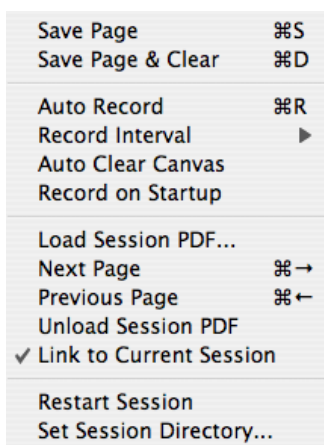 Save Page ⌘S
Save Page & Clear ⌘D
Auto Record ⌘R
Record Interval ▶
Auto Clear Canvas
Record on Startup
Load Session PDF...
Next Page ⌘→
Previous Page ⌘←
Unload Session PDF
✓ Link to Current Session
Restart Session
Set Session Directory...